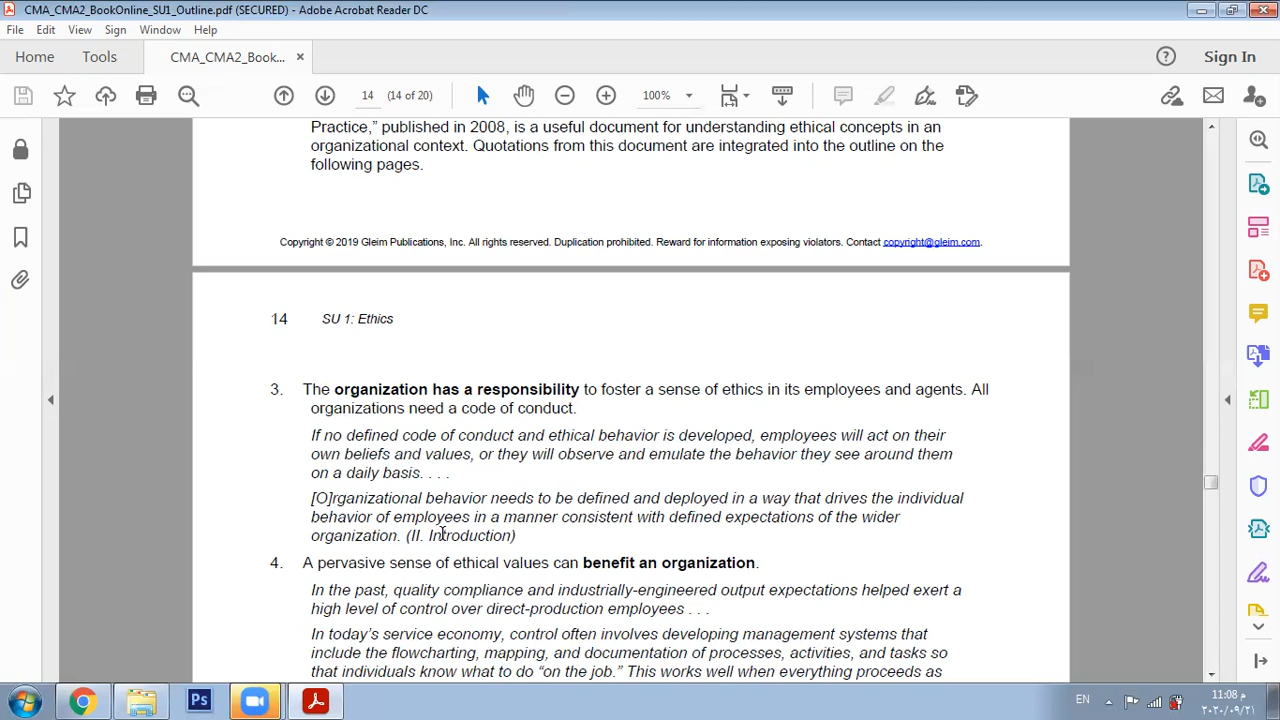 CMA_CMA2_BookOnline_SU1_Outline.pdf (SECURED) - Adobe Acrobat Reader DC
File Edit View Sign Window Help
Home Tools CMA_CMA2_Book... × Sign In
14 (14 of 20) 100%
Practice,” published in 2008, is a useful document for understanding ethical concepts in an
organizational context. Quotations from this document are integrated into the outline on the
following pages.
Copyright © 2019 Gleim Publications, Inc. All rights reserved. Duplication prohibited. Reward for information exposing violators. Contact copyright@gleim.com.
14 SU 1: Ethics
3. The organization has a responsibility to foster a sense of ethics in its employees and agents. All
organizations need a code of conduct.
If no defined code of conduct and ethical behavior is developed, employees will act on their
own beliefs and values, or they will observe and emulate the behavior they see around them
on a daily basis. . . .
[O]rganizational behavior needs to be defined and deployed in a way that drives the individual
behavior of employees in a manner consistent with defined expectations of the wider
organization. (II. Introduction)
4. A pervasive sense of ethical values can benefit an organization.
In the past, quality compliance and industrially-engineered output expectations helped exert a
high level of control over direct-production employees . . .
In today’s service economy, control often involves developing management systems that
include the flowcharting, mapping, and documentation of processes, activities, and tasks so
that individuals know what to do “on the job.” This works well when everything proceeds as
Ps EN 11:08 م
٢٠٢٠/٠٩/٢١